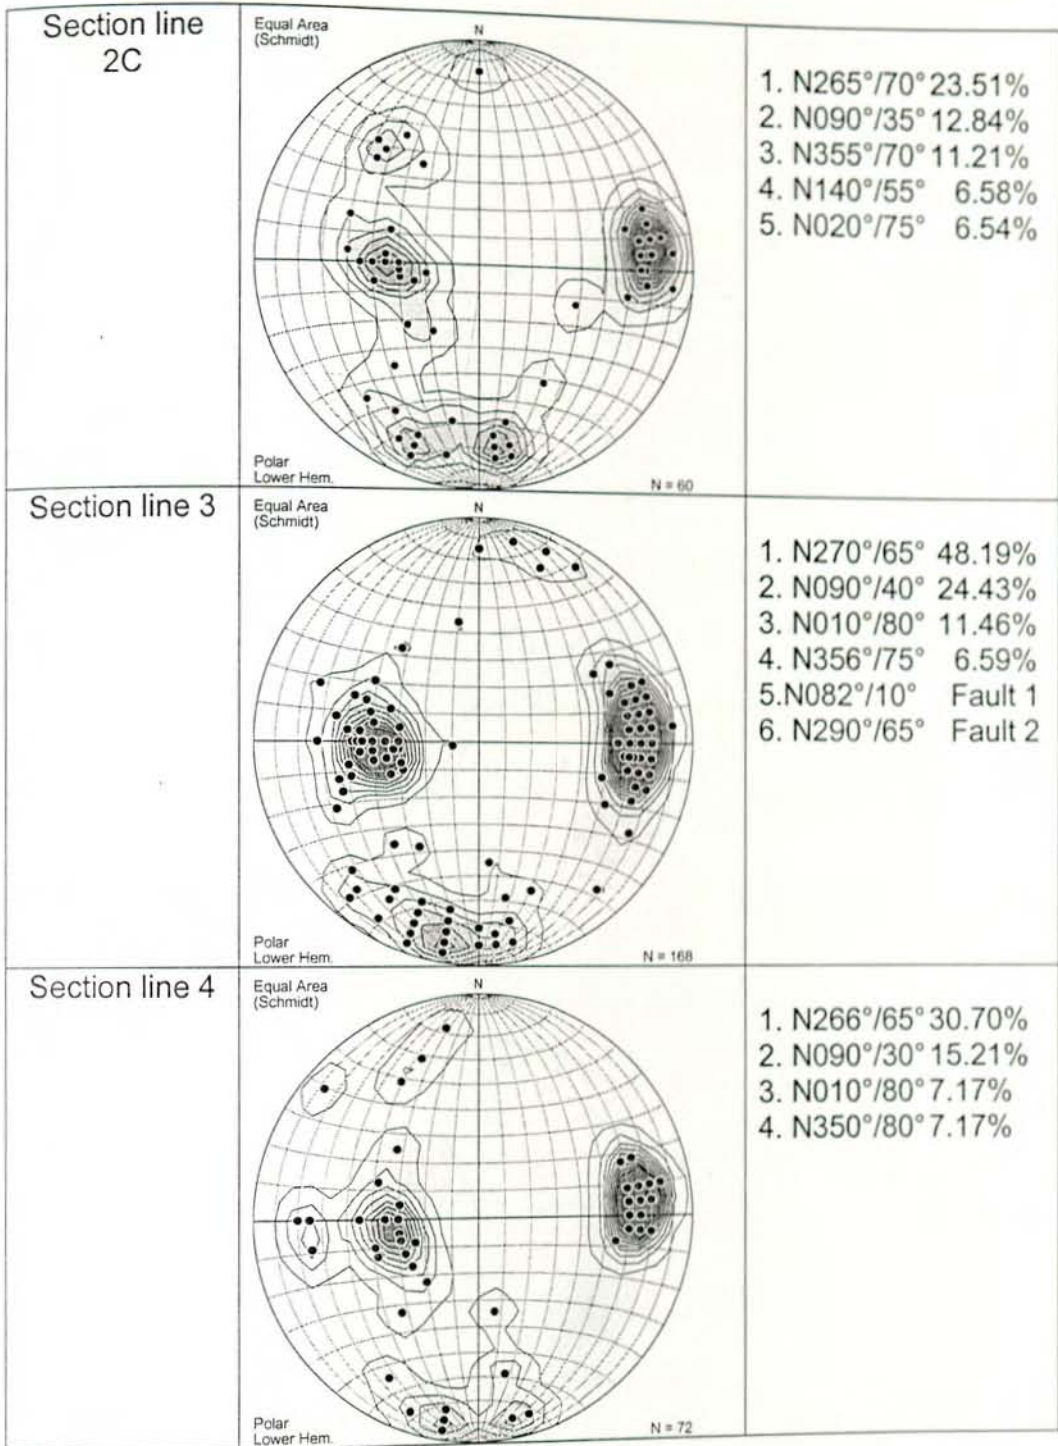 Section line
2C
Equal Area
(Schmidt)
N
Polar
Lower Hem.
N = 60
1. N265°/70° 23.51%
2. N090°/35° 12.84%
3. N355°/70° 11.21%
4. N140°/55° 6.58%
5. N020°/75° 6.54%
Section line 3
Equal Area
(Schmidt)
N
Polar
Lower Hem.
N = 168
1. N270°/65° 48.19%
2. N090°/40° 24.43%
3. N010°/80° 11.46%
4. N356°/75° 6.59%
5.N082°/10° Fault 1
6. N290°/65° Fault 2
Section line 4
Equal Area
(Schmidt)
N
Polar
Lower Hem.
N = 72
1. N266°/65° 30.70%
2. N090°/30° 15.21%
3. N010°/80° 7.17%
4. N350°/80° 7.17%